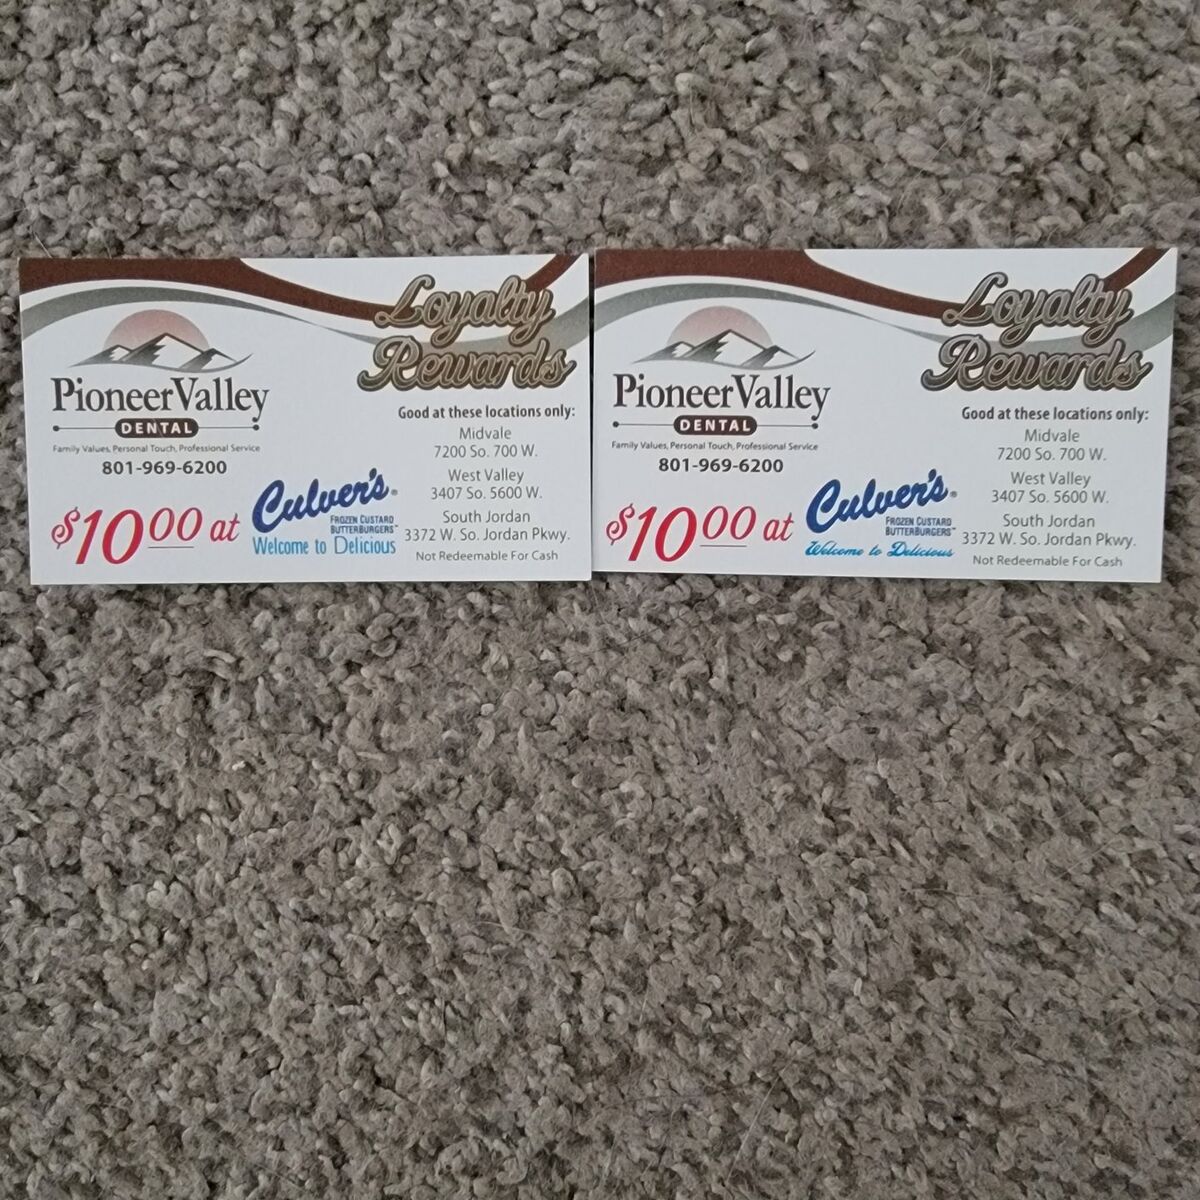 Loyalty
Rewards
PioneerValley
DENTAL
Family Values, Personal Touch, Professional Service
801-969-6200
$10.00 at
Culver's®
FROZEN CUSTARD
BUTTERBURGERS™
Welcome to Delicious
Good at these locations only:
Midvale
7200 So. 700 W.
West Valley
3407 So. 5600 W.
South Jordan
3372 W. So. Jordan Pkwy.
Not Redeemable For Cash
Loyalty
Rewards
PioneerValley
DENTAL
Family Values, Personal Touch, Professional Service
801-969-6200
$10.00 at
Culver's®
FROZEN CUSTARD
BUTTERBURGERS™
Welcome to Delicious
Good at these locations only:
Midvale
7200 So. 700 W.
West Valley
3407 So. 5600 W.
South Jordan
3372 W. So. Jordan Pkwy.
Not Redeemable For Cash